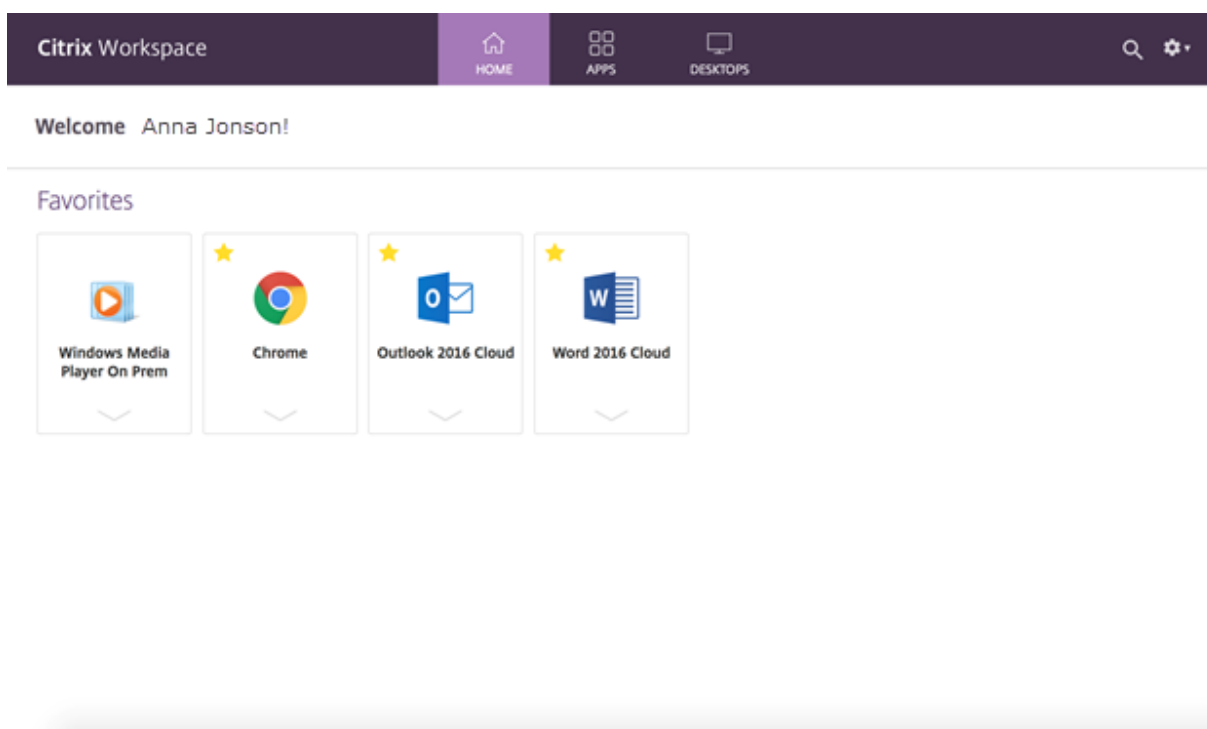 Citrix Workspace
HOME
APPS
DESKTOPS
Welcome Anna Jonson!
Favorites
Windows Media
Player On Prem
Chrome
Outlook 2016 Cloud
Word 2016 Cloud